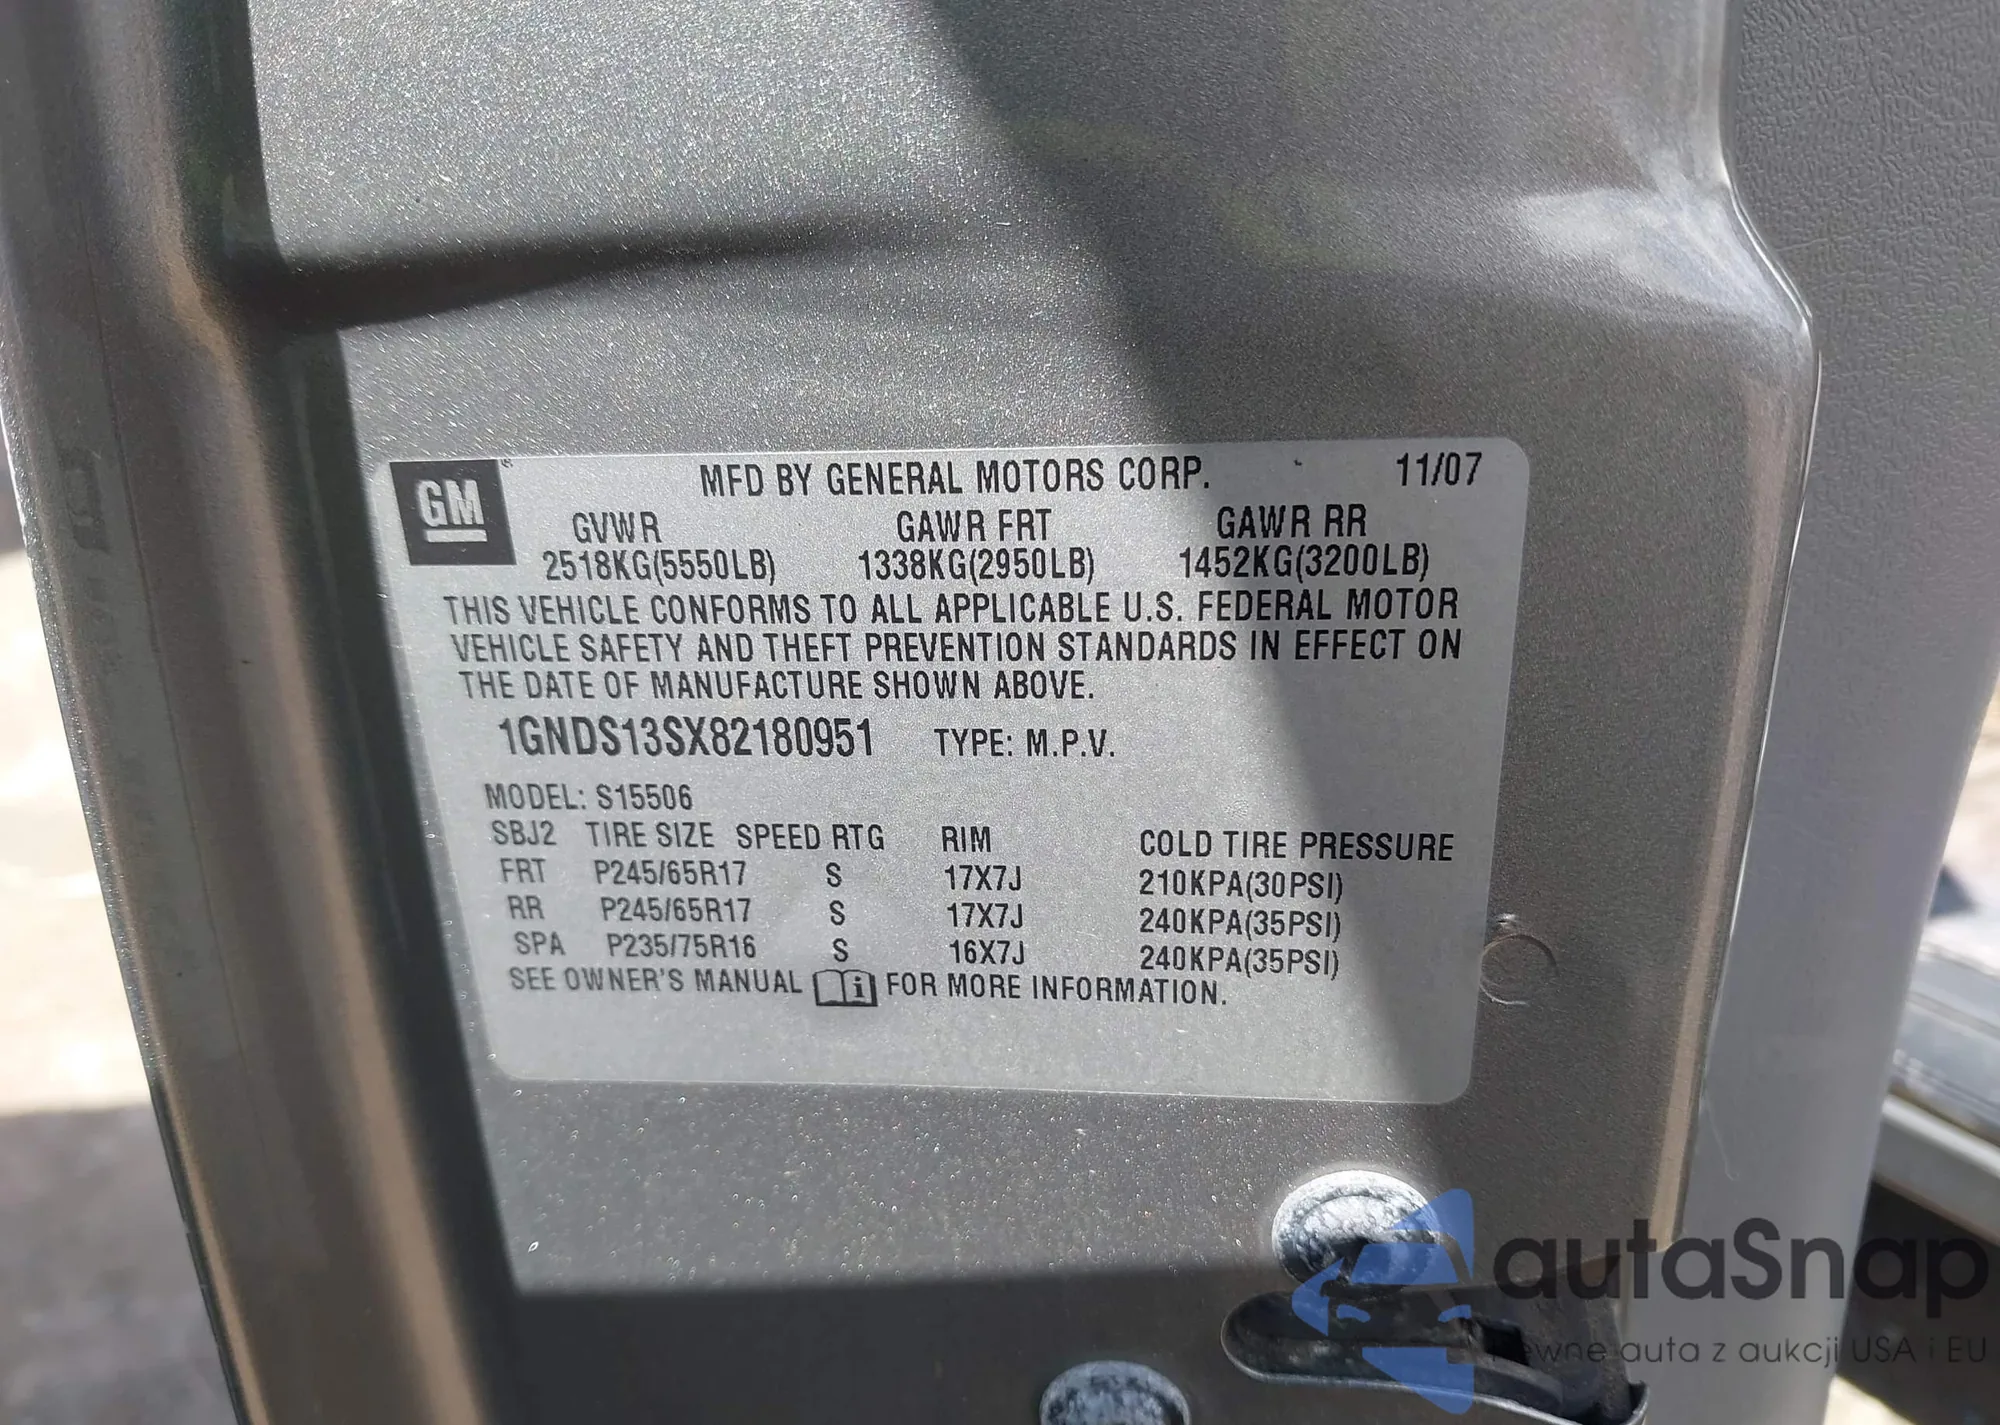 GM
MFD BY GENERAL MOTORS CORP. 11/07
GVWR GAWR FRT GAWR RR
2518KG(5550LB) 1338KG(2950LB) 1452KG(3200LB)
THIS VEHICLE CONFORMS TO ALL APPLICABLE U.S. FEDERAL MOTOR
VEHICLE SAFETY AND THEFT PREVENTION STANDARDS IN EFFECT ON
THE DATE OF MANUFACTURE SHOWN ABOVE.
1GNDS13SX82180951 TYPE: M.P.V.
MODEL: S15506
SBJ2 TIRE SIZE SPEED RTG RIM COLD TIRE PRESSURE
FRT P245/65R17 S 17X7J 210KPA(30PSI)
RR P245/65R17 S 17X7J 240KPA(35PSI)
SPA P235/75R16 S 16X7J 240KPA(35PSI)
SEE OWNER'S MANUAL i FOR MORE INFORMATION.
autaSnap
auta z aukcji USA i EU